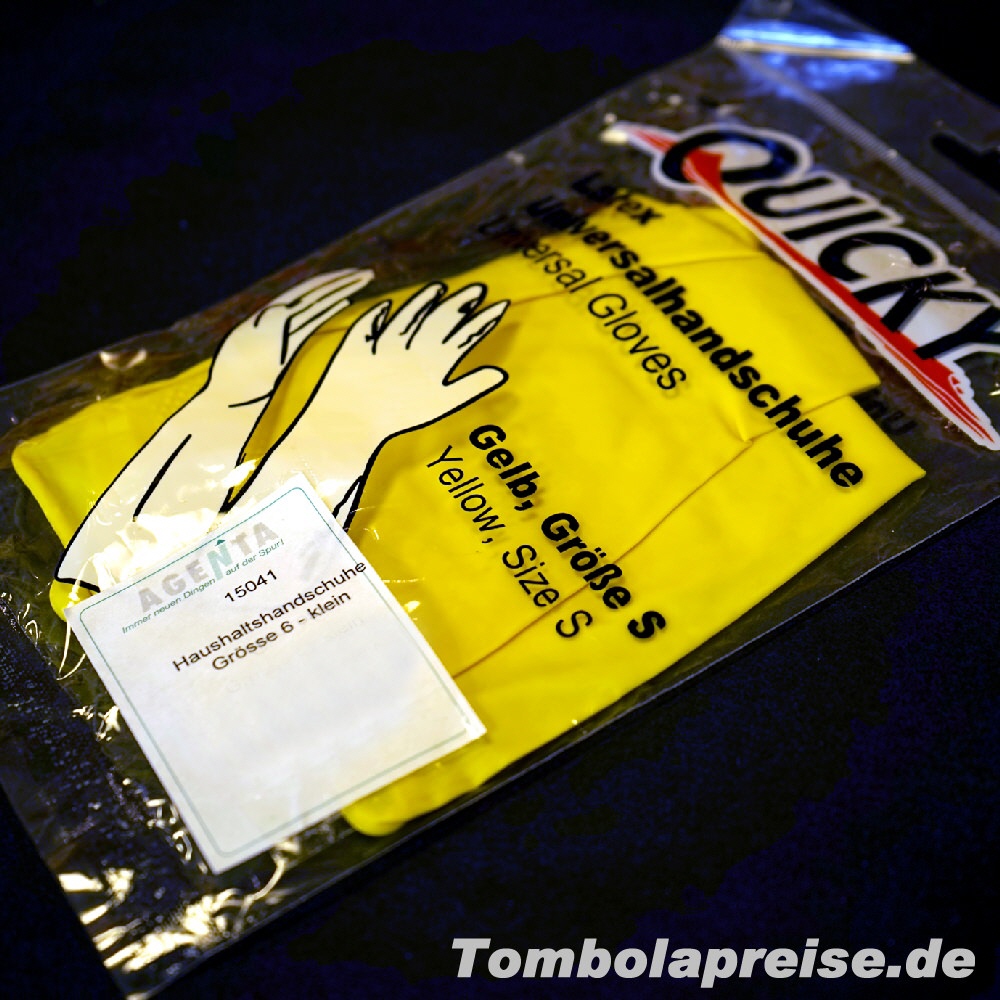 QUICKY
Latex
Universalhandschuhe
Universal Gloves
Gelb, Größe S
Yellow, Size S
AGENTA
Immer neuen Dingen auf der Spur!
15041
Haushaltshandschuhe
Grösse 6 - klein
Tombolapreise.de